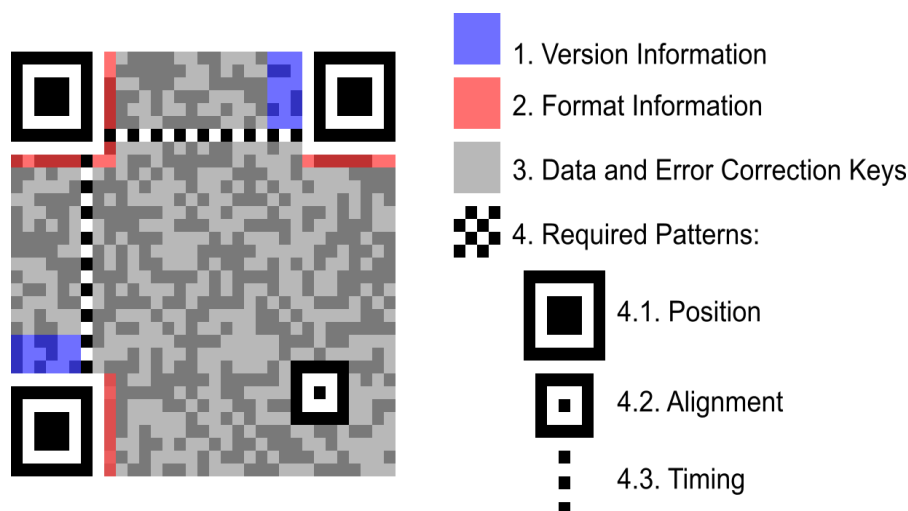 1. Version Information
2. Format Information
3. Data and Error Correction Keys
4. Required Patterns:
4.1. Position
4.2. Alignment
4.3. Timing